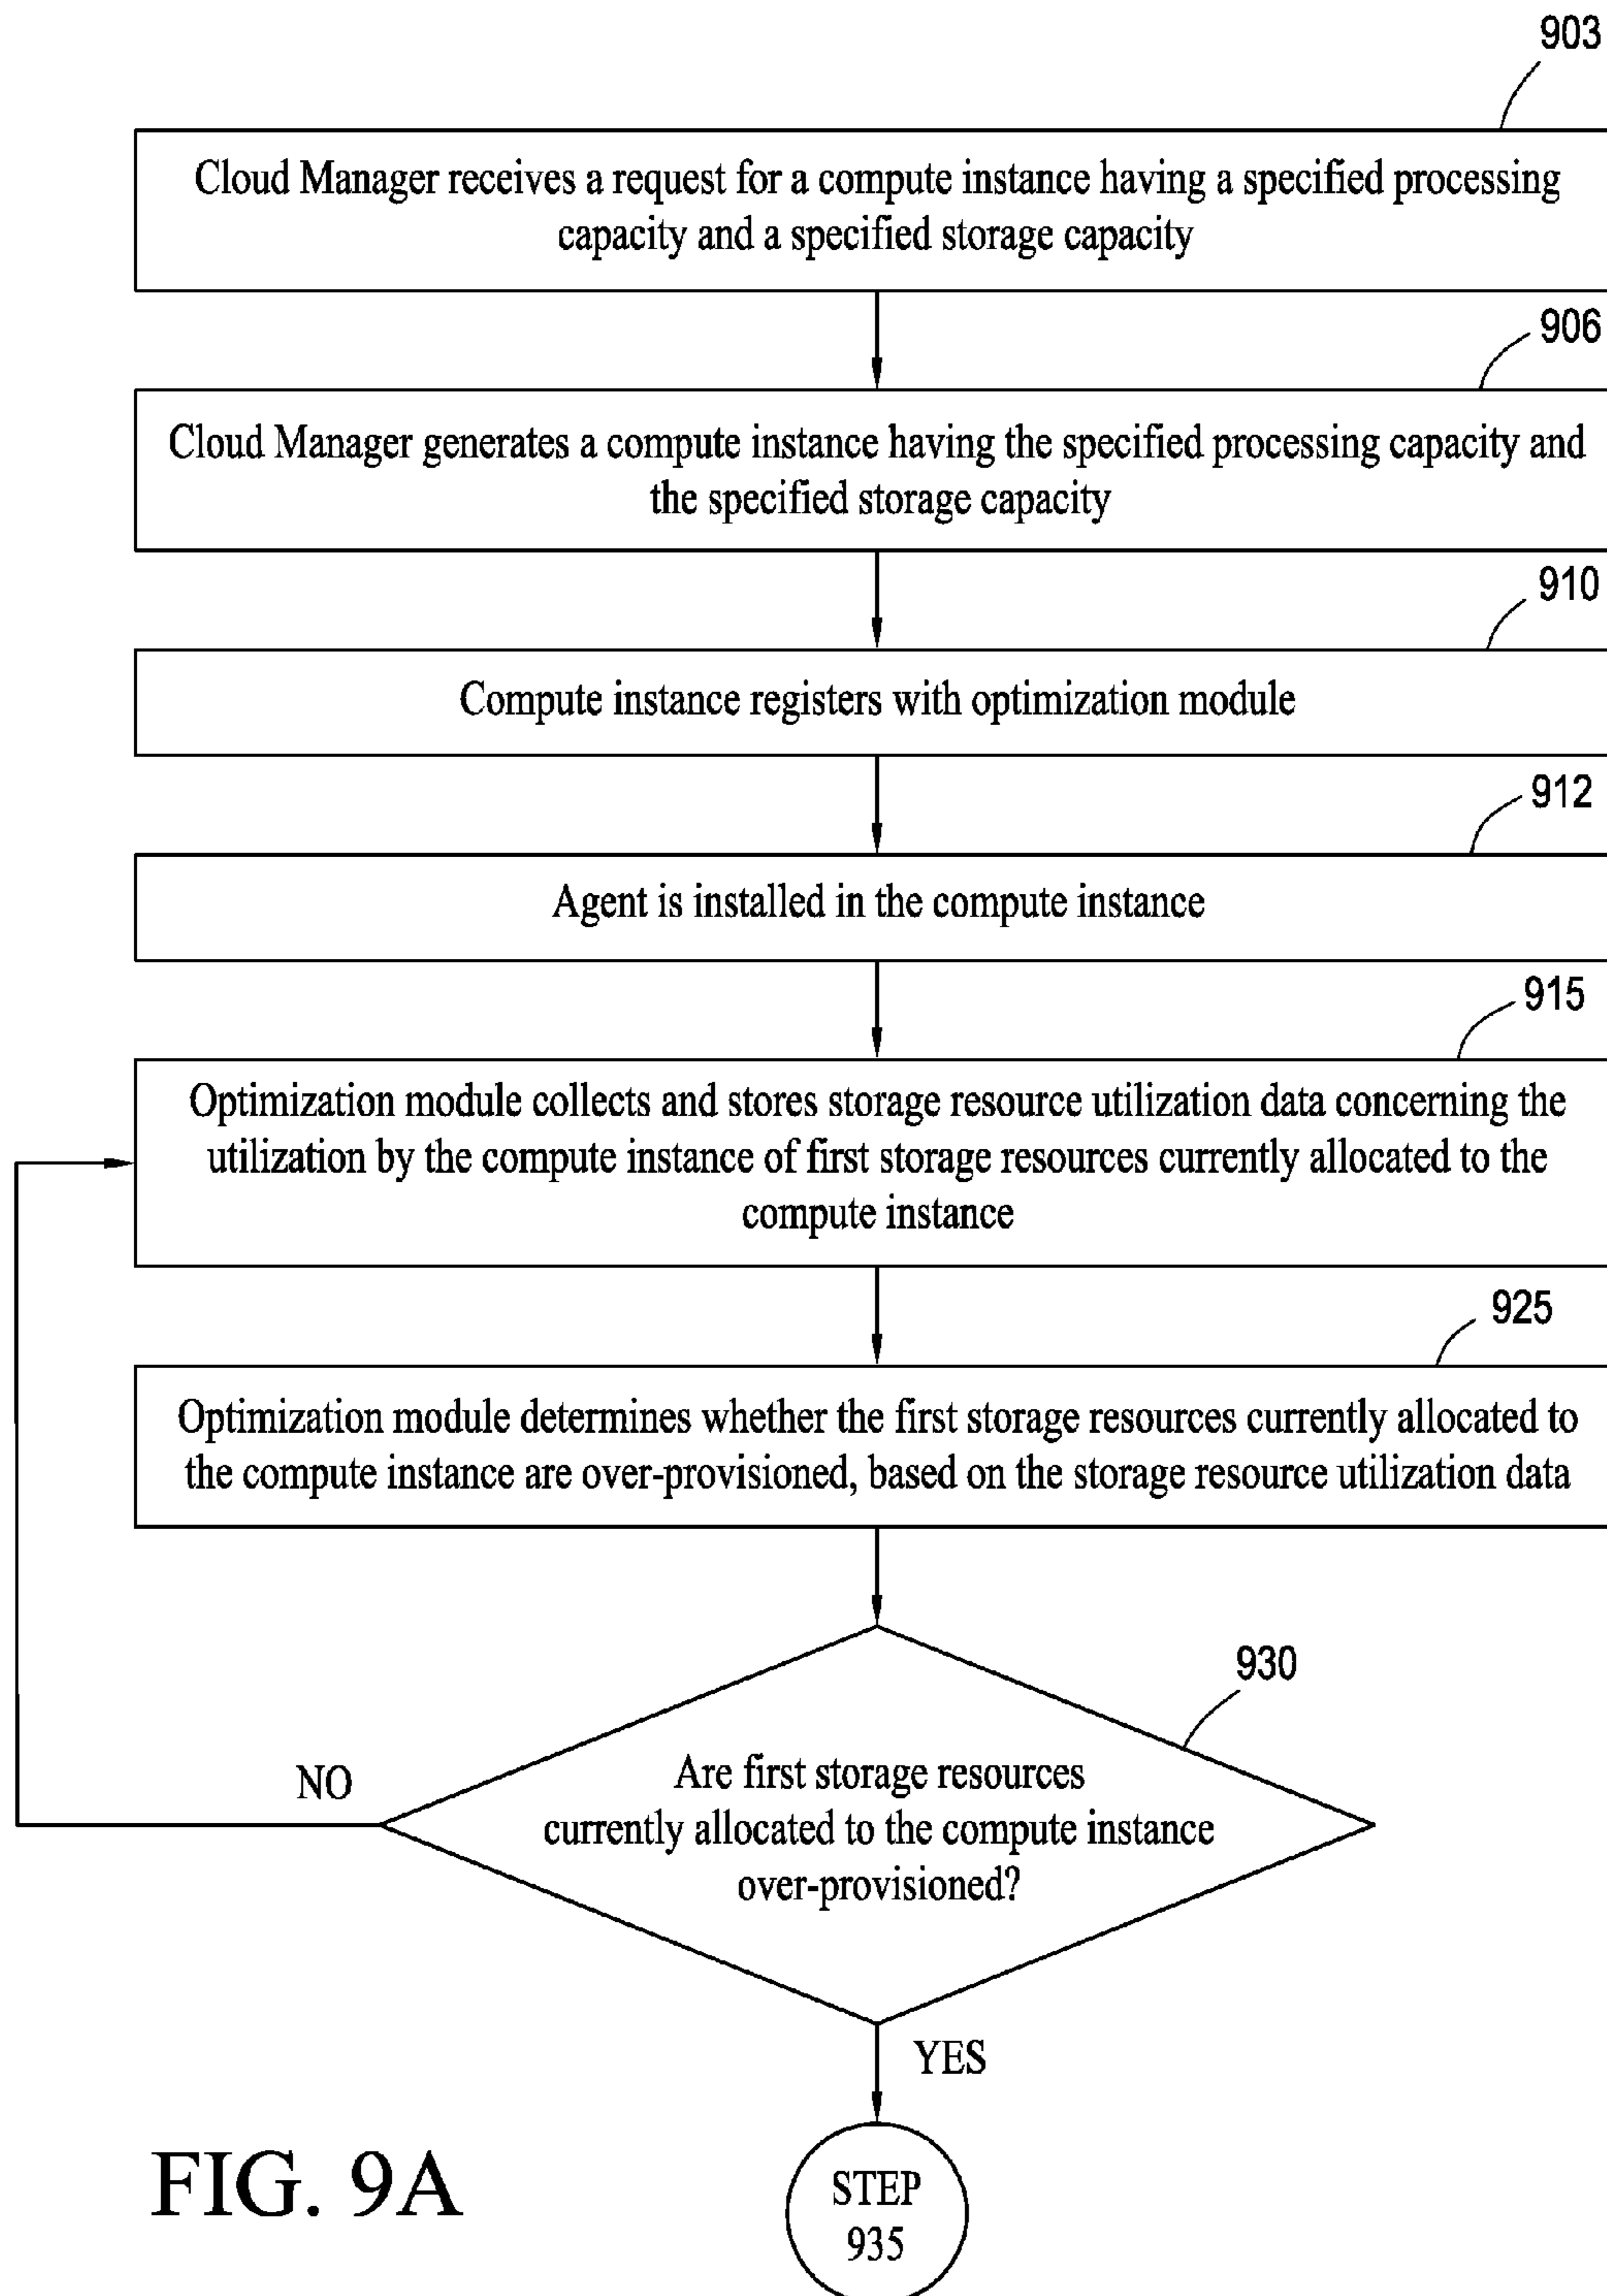 903
Cloud Manager receives a request for a compute instance having a specified processing
capacity and a specified storage capacity
906
Cloud Manager generates a compute instance having the specified processing capacity and
the specified storage capacity
910
Compute instance registers with optimization module
912
Agent is installed in the compute instance
915
Optimization module collects and stores storage resource utilization data concerning the
utilization by the compute instance of first storage resources currently allocated to the
compute instance
925
Optimization module determines whether the first storage resources currently allocated to
the compute instance are over-provisioned, based on the storage resource utilization data
930
Are first storage resources
currently allocated to the compute instance
over-provisioned?
NO
YES
STEP
935
FIG. 9A